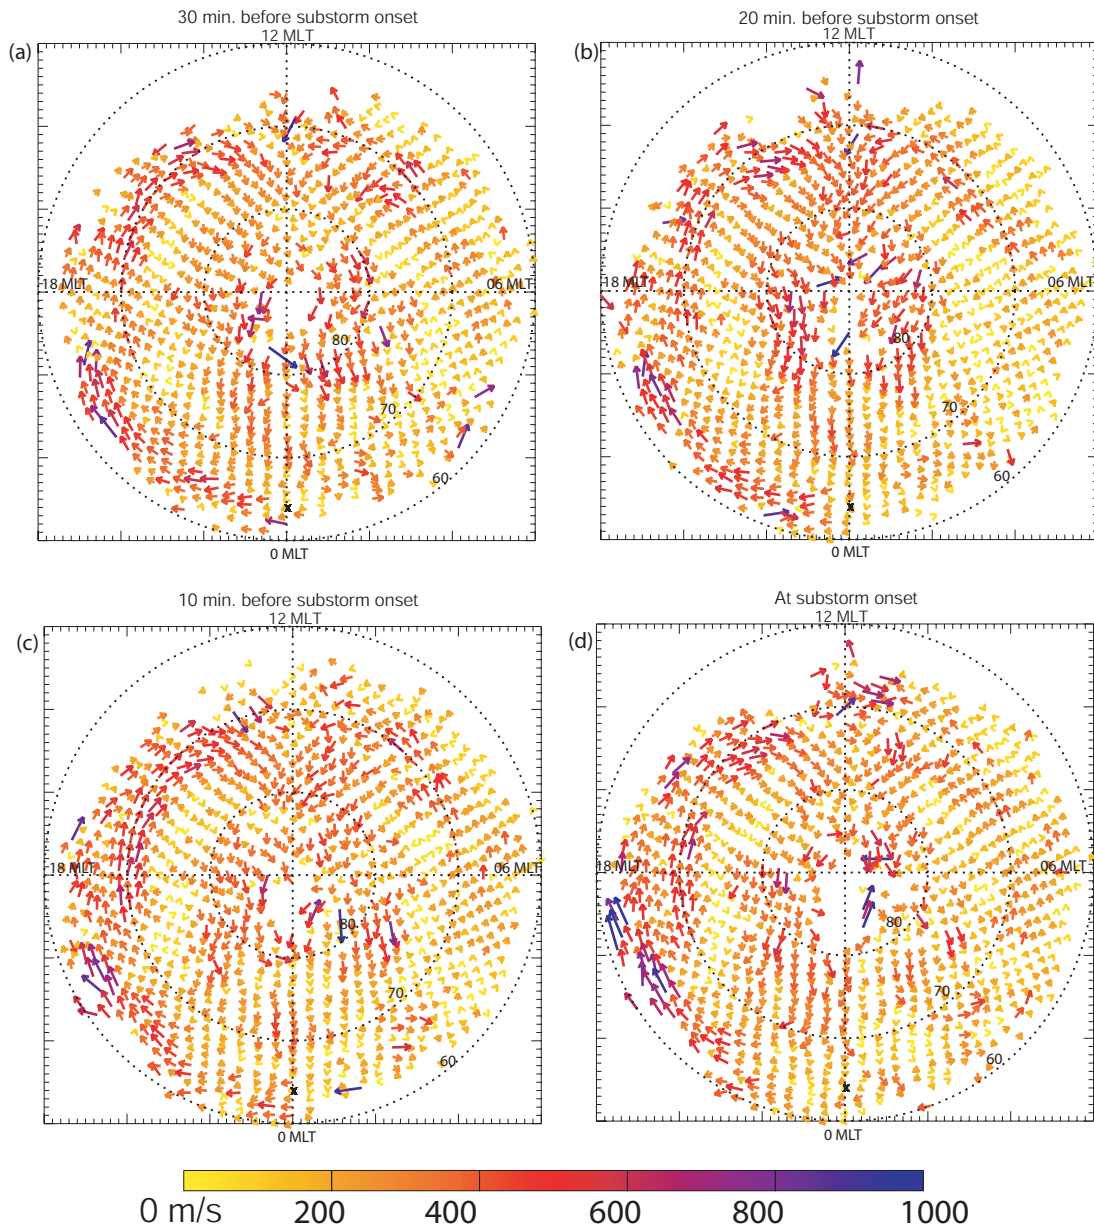 30 min. before substorm onset
12 MLT
(a)
18 MLT
06 MLT
80
70
60
x
0 MLT
20 min. before substorm onset
12 MLT
(b)
18 MLT
06 MLT
80
70
60
x
0 MLT
10 min. before substorm onset
12 MLT
(c)
18 MLT
06 MLT
80
70
60
x
0 MLT
At substorm onset
12 MLT
(d)
18 MLT
06 MLT
80
70
60
x
0 MLT
0 m/s 200 400 600 800 1000